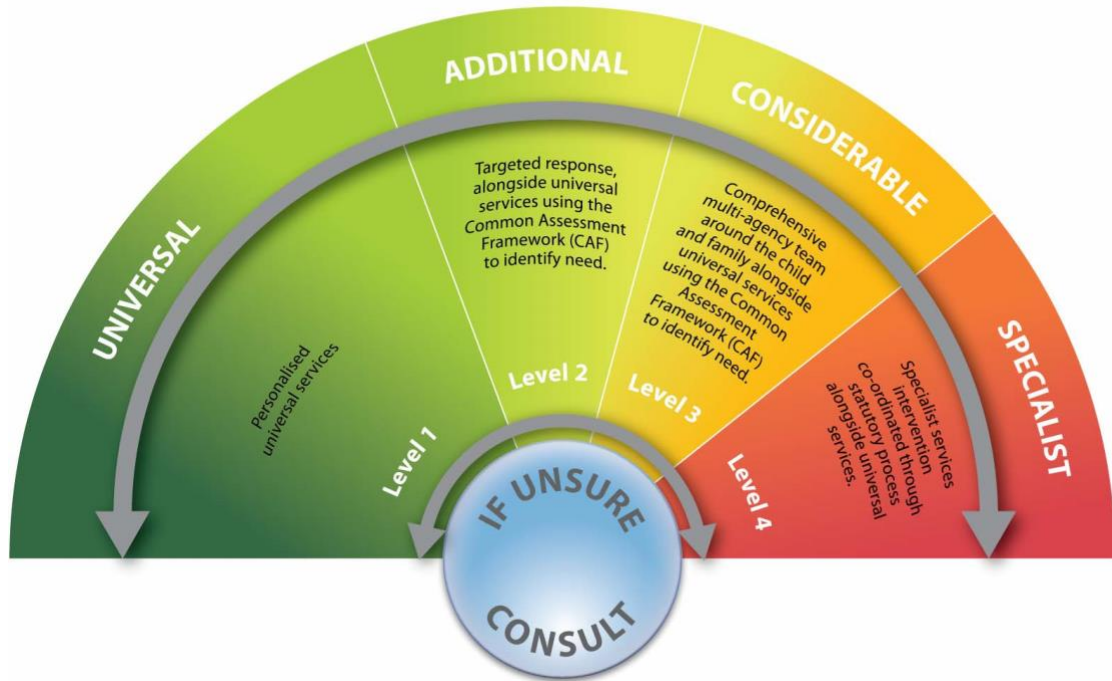 UNIVERSAL
Personalised
universal services
Level 1
ADDITIONAL
Targeted response,
alongside universal
services using the
Common Assessment
Framework (CAF)
to identify need.
Level 2
CONSIDERABLE
Comprehensive
multi-agency team
around the child
and family alongside
universal services
using the Common
Assessment
Framework (CAF)
to identify need.
Level 3
SPECIALIST
Specialist services
intervention
co-ordinated through
statutory process
alongside universal
services.
Level 4
IF UNSURE
CONSULT